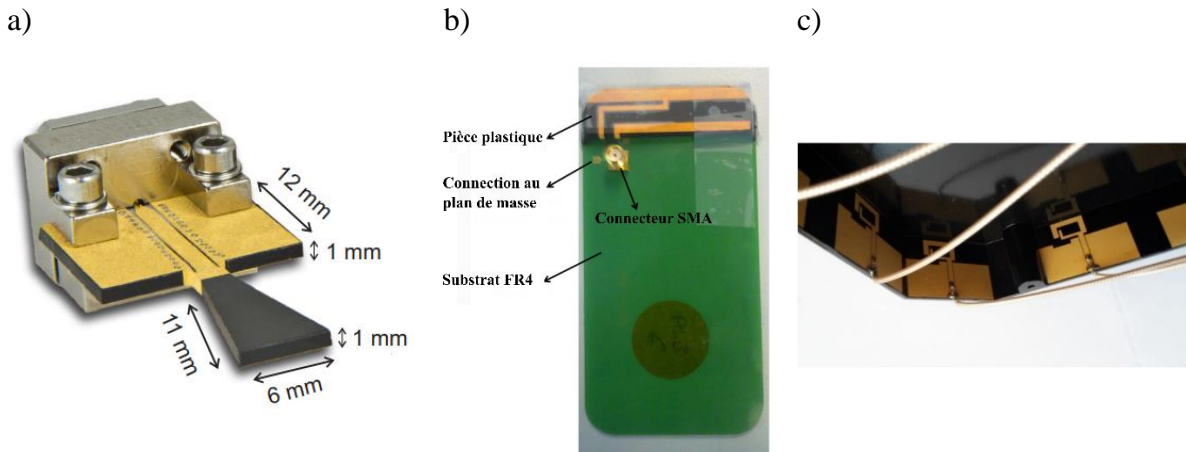 a)
b)
c)
12 mm
1 mm
11 mm
1 mm
6 mm
Pièce plastique
Connection au
plan de masse
Connecteur SMA
Substrat FR4